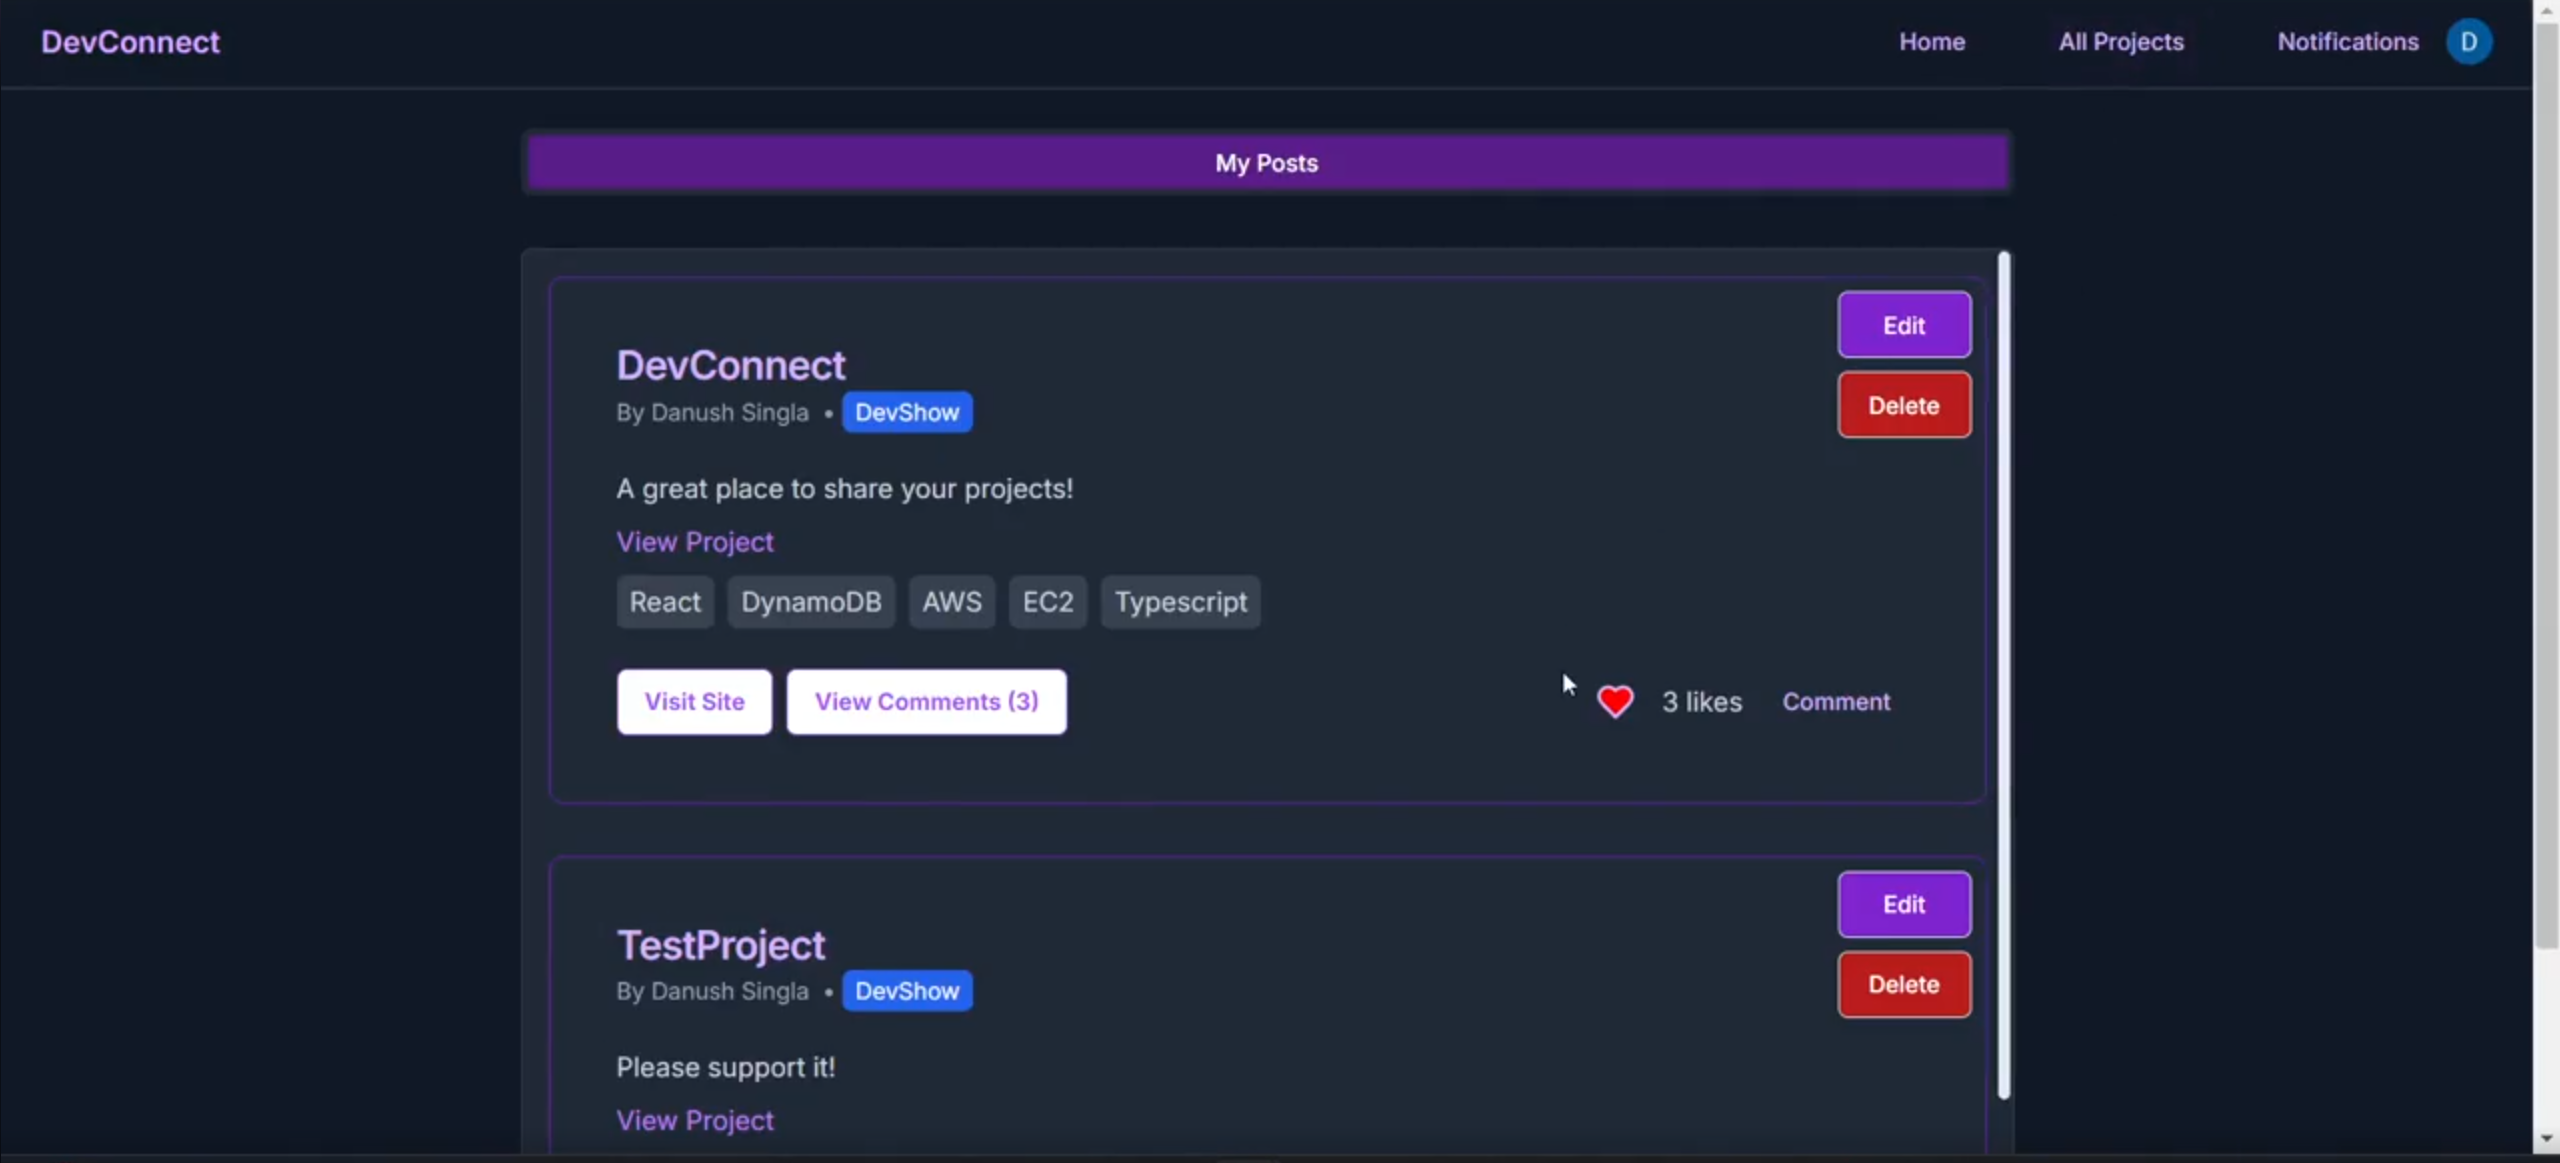 DevConnect
Home All Projects Notifications D
My Posts
Edit
Delete
DevConnect
By Danush Singla • DevShow
A great place to share your projects!
View Project
React DynamoDB AWS EC2 Typescript
Visit Site View Comments (3) 3 likes Comment
Edit
Delete
TestProject
By Danush Singla • DevShow
Please support it!
View Project